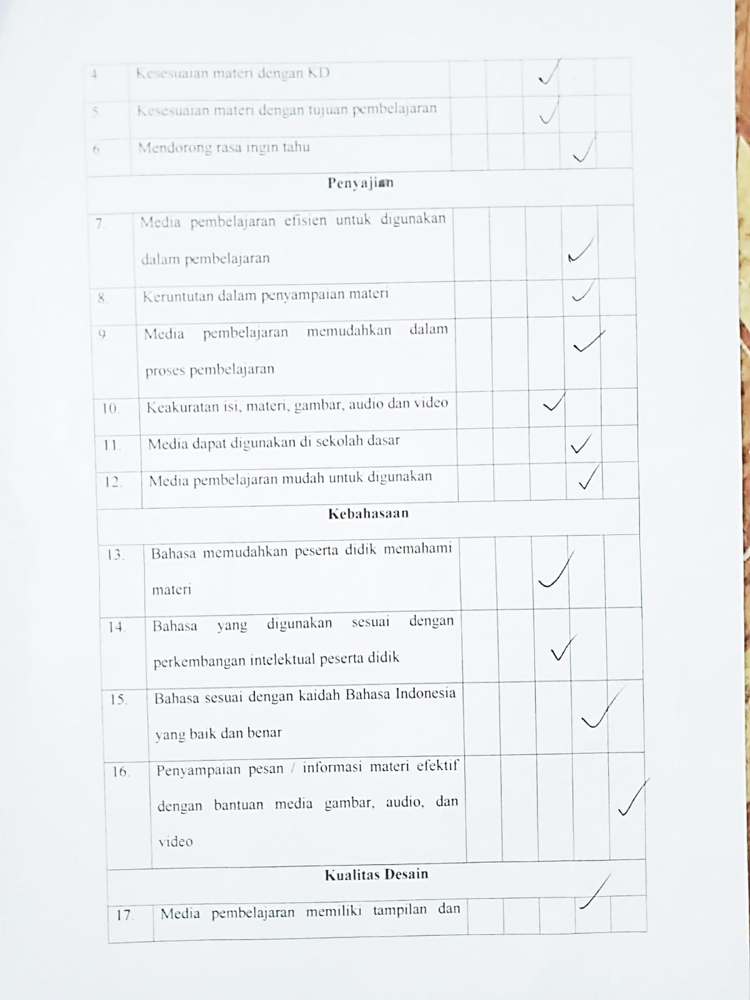 4 Kesesuaian materi dengan KD ✓
5 Kesesuaian materi dengan tujuan pembelajaran ✓
6 Mendorong rasa ingin tahu ✓
Penyajian
7. Media pembelajaran efisien untuk digunakan
dalam pembelajaran ✓
8. Keruntutan dalam penyampaian materi ✓
9 Media pembelajaran memudahkan dalam
proses pembelajaran ✓
10. Keakuratan isi, materi, gambar, audio dan video ✓
11. Media dapat digunakan di sekolah dasar ✓
12. Media pembelajaran mudah untuk digunakan ✓
Kebahasaan
13. Bahasa memudahkan peserta didik memahami
materi ✓
14. Bahasa yang digunakan sesuai dengan
perkembangan intelektual peserta didik ✓
15. Bahasa sesuai dengan kaidah Bahasa Indonesia
yang baik dan benar ✓
16. Penyampaian pesan / informasi materi efektif
dengan bantuan media gambar, audio, dan ✓
video
Kualitas Desain
17. Media pembelajaran memiliki tampilan dan ✓